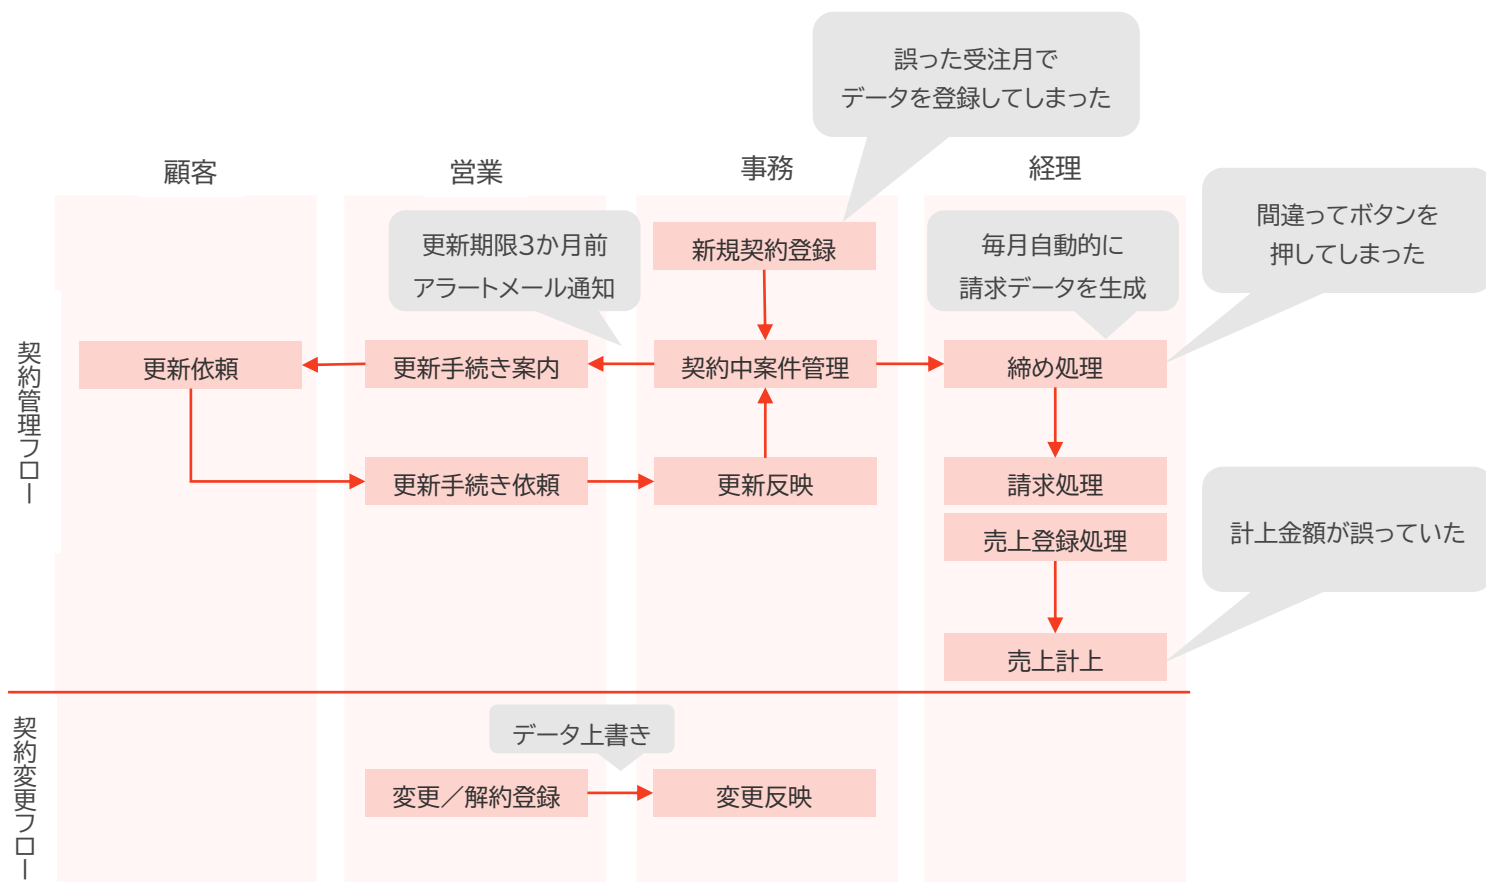 誤った受注月で
データを登録してしまった
顧客
営業
事務
経理
契約管理フロー
更新期限3か月前
アラートメール通知
新規契約登録
毎月自動的に
請求データを生成
間違ってボタンを
押してしまった
更新依頼
更新手続き案内
契約中案件管理
締め処理
更新手続き依頼
更新反映
請求処理
売上登録処理
計上金額が誤っていた
売上計上
契約変更フロー
データ上書き
変更／解約登録
変更反映